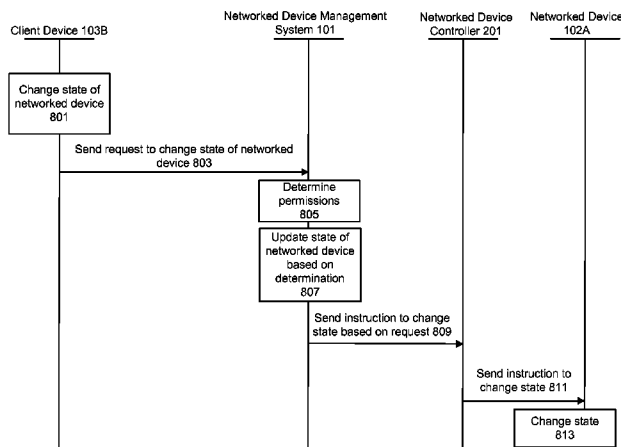 Client Device 103B
Networked Device Management
System 101
Networked Device
Controller 201
Networked Device
102A
Change state of
networked device
801
Send request to change state of networked
device 803
Determine
permissions
805
Update state of
networked device
based on
determination
807
Send instruction to change
state based on request 809
Send instruction to
change state 811
Change state
813